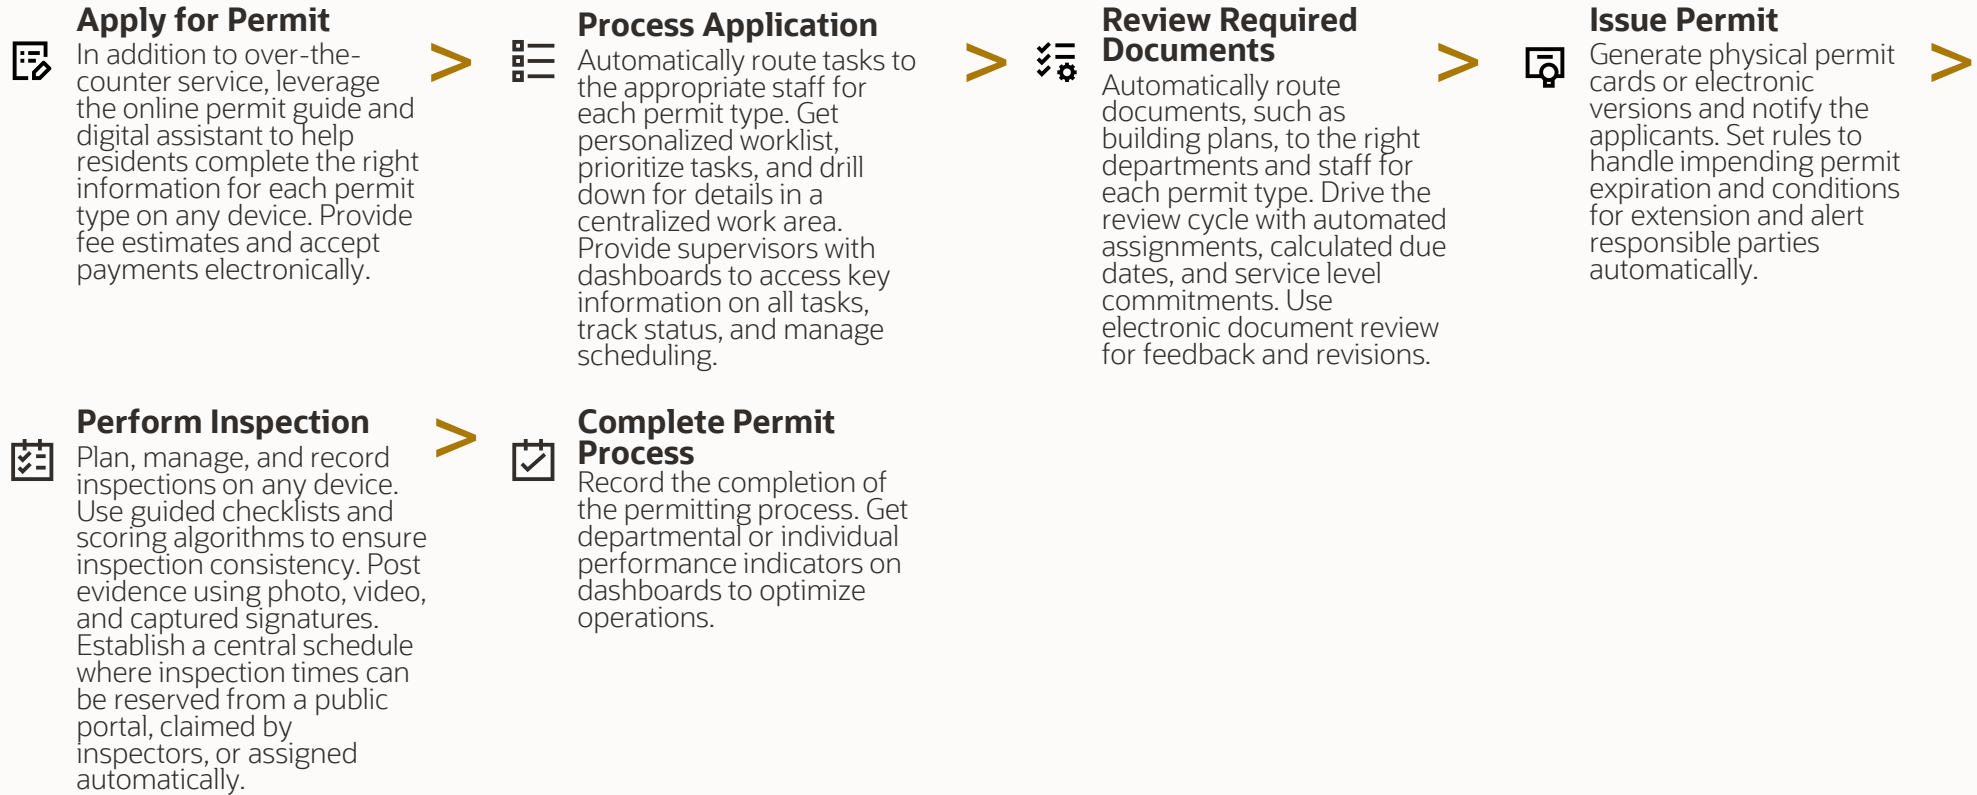 Apply for Permit
In addition to over-the-
counter service, leverage
the online permit guide and
digital assistant to help
residents complete the right
information for each permit
type on any device. Provide
fee estimates and accept
payments electronically.
>
Process Application
Automatically route tasks to
the appropriate staff for
each permit type. Get
personalized worklist,
prioritize tasks, and drill
down for details in a
centralized work area.
Provide supervisors with
dashboards to access key
information on all tasks,
track status, and manage
scheduling.
>
Review Required
Documents
Automatically route
documents, such as
building plans, to the right
departments and staff for
each permit type. Drive the
review cycle with automated
assignments, calculated due
dates, and service level
commitments. Use
electronic document review
for feedback and revisions.
>
Issue Permit
Generate physical permit
cards or electronic
versions and notify the
applicants. Set rules to
handle impending permit
expiration and conditions
for extension and alert
responsible parties
automatically.
>
Perform Inspection
Plan, manage, and record
inspections on any device.
Use guided checklists and
scoring algorithms to ensure
inspection consistency. Post
evidence using photo, video,
and captured signatures.
Establish a central schedule
where inspection times can
be reserved from a public
portal, claimed by
inspectors, or assigned
automatically.
>
Complete Permit
Process
Record the completion of
the permitting process. Get
departmental or individual
performance indicators on
dashboards to optimize
operations.